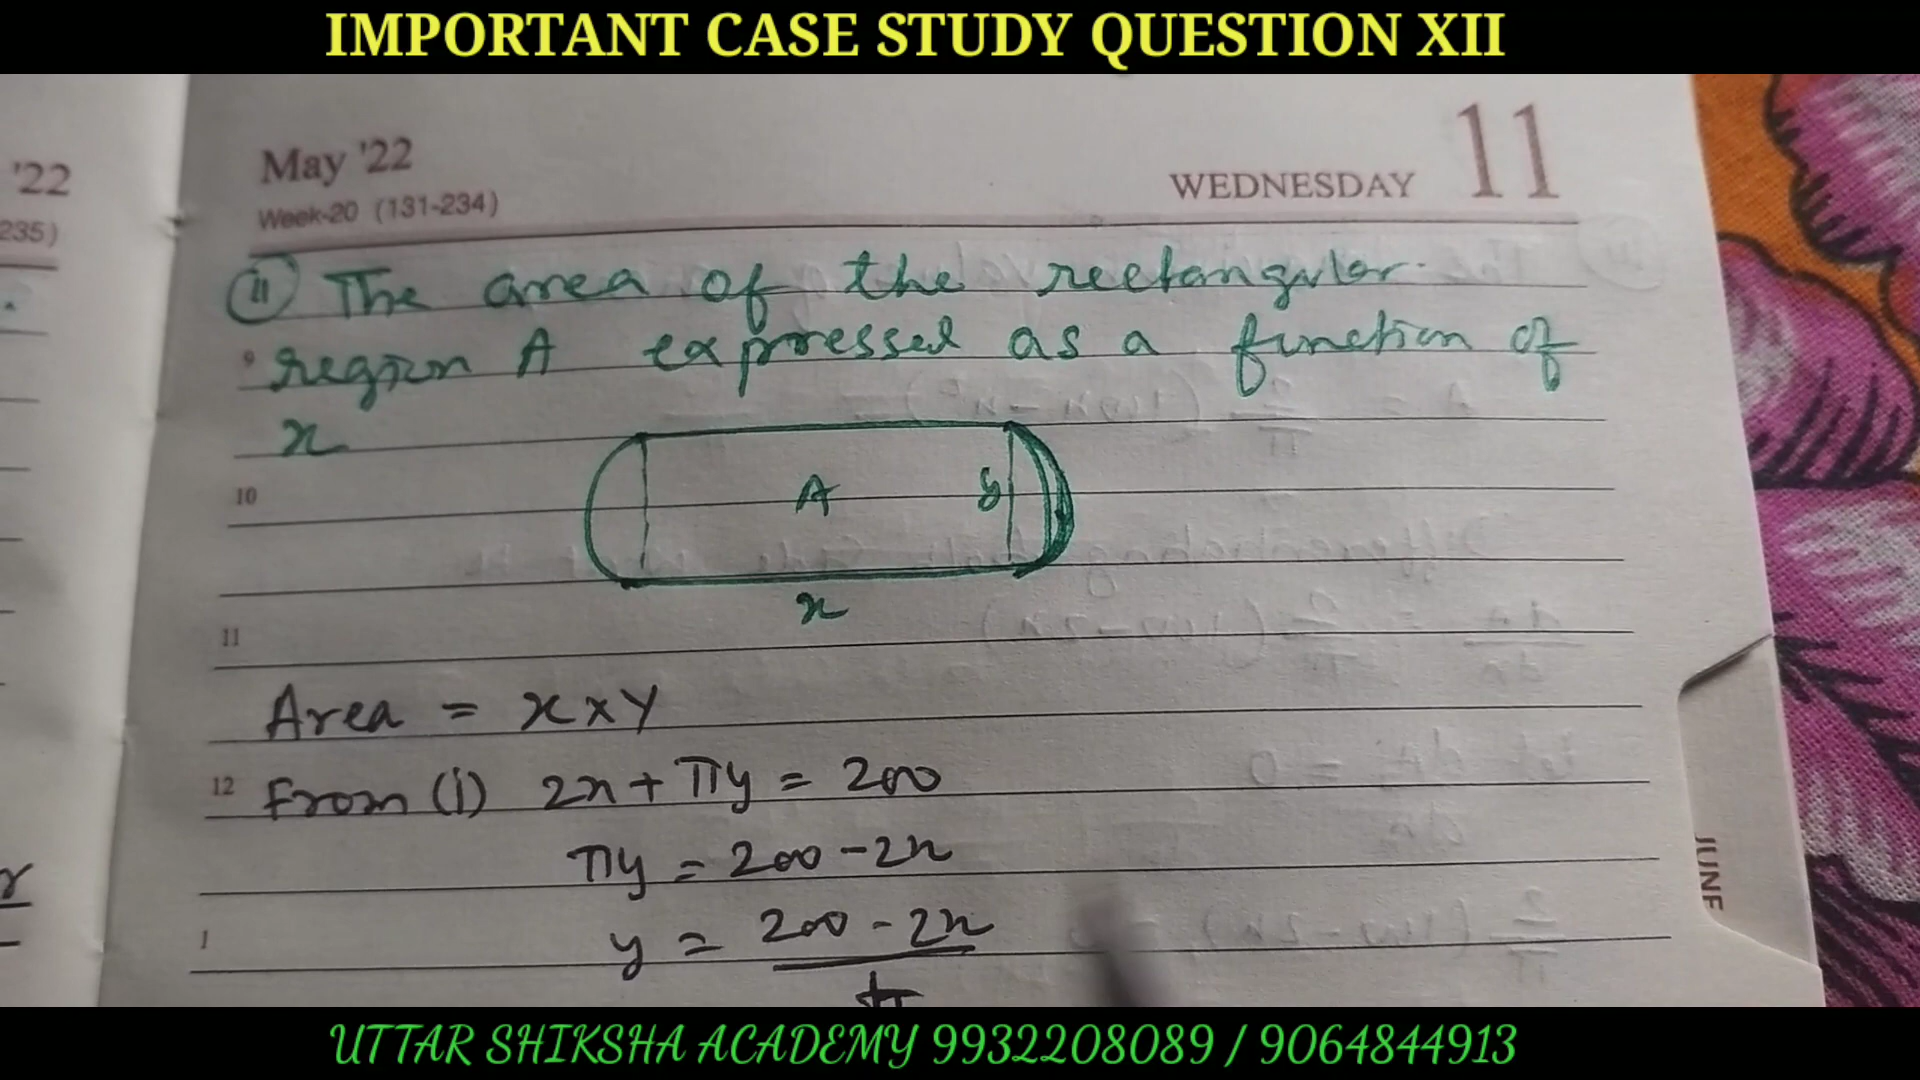 IMPORTANT CASE STUDY QUESTION XII
'22
235)
May '22
Week-20 (131-234)
WEDNESDAY 11
(ii) The area of the rectangular
9
region A expressed as a function of
x
10
A y
x
11
Area = x × y
12
From (i) 2x + πy = 200
πy = 200 - 2x
1
y = 200 - 2x
π
JUNE
UTTAR SHIKSHA ACADEMY 9932208089 / 9064844913